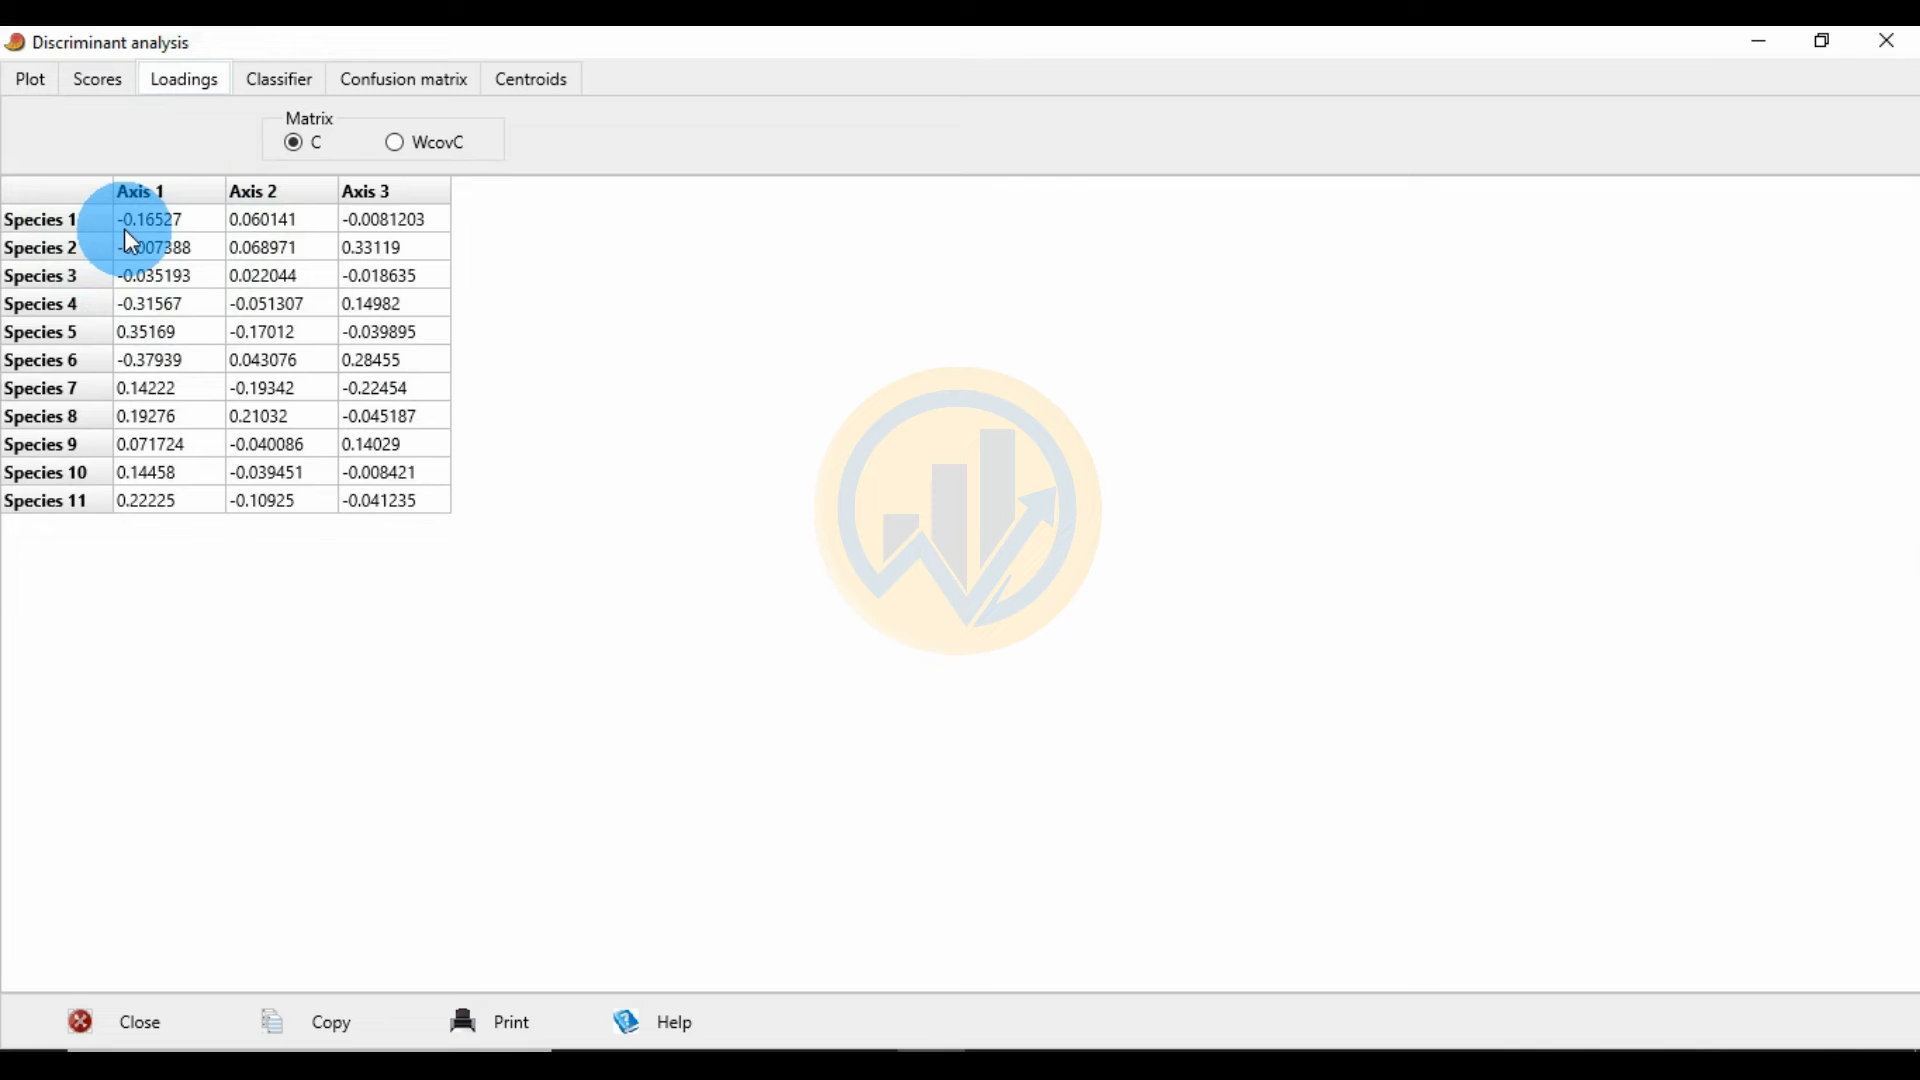 Discriminant analysis
Plot Scores Loadings Classifier Confusion matrix Centroids
Matrix
C WcovC
Axis 1 Axis 2 Axis 3
Species 1 -0.16527 0.060141 -0.0081203
Species 2 0.068971 0.33119
Species 3 -0.035193 0.022044 -0.018635
Species 4 -0.31567 -0.051307 0.14982
Species 5 0.35169 -0.17012 -0.039895
Species 6 -0.37939 0.043076 0.28455
Species 7 0.14222 -0.19342 -0.22454
Species 8 0.19276 0.21032 -0.045187
Species 9 0.071724 -0.040086 0.14029
Species 10 0.14458 -0.039451 -0.008421
Species 11 0.22225 -0.10925 -0.041235
Close Copy Print Help